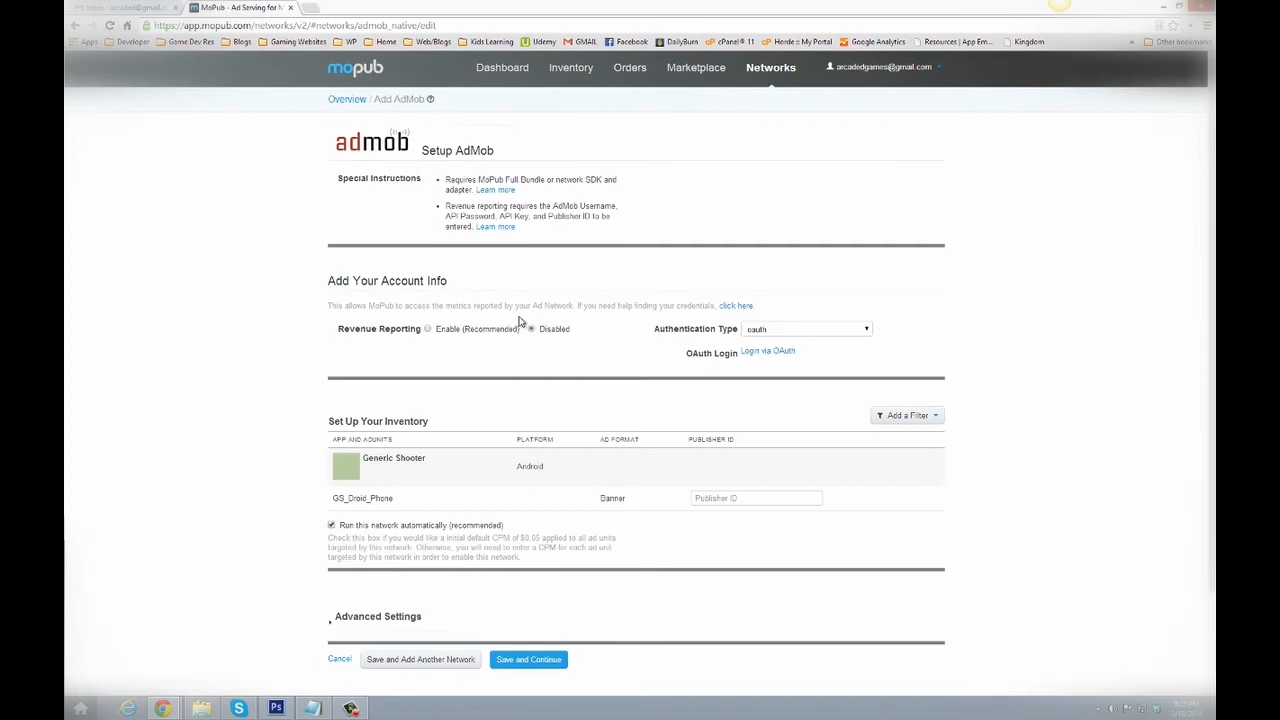 Inbox - arcaded@gmail.c
MoPub - Ad Serving for M
https://app.mopub.com/networks/v2/#networks/admob_native/edit
Apps Developer Game Dev Res Blogs Gaming Websites WP Home Web/Blogs Kids Learning Udemy GMAIL Facebook DailyBurn cPanel® 11 Horde :: My Portal Google Analytics Resources | App Em... Kingdom » Other bookmarks
mopub Dashboard Inventory Orders Marketplace Networks arcadedgames@gmail.com
Overview / Add AdMob
admob Setup AdMob
Special Instructions
• Requires MoPub Full Bundle or network SDK and
adapter. Learn more
• Revenue reporting requires the AdMob Username,
API Password, API Key, and Publisher ID to be
entered. Learn more
Add Your Account Info
This allows MoPub to access the metrics reported by your Ad Network. If you need help finding your credentials, click here.
Revenue Reporting Enable (Recommended) Disabled Authentication Type oauth
OAuth Login Login via OAuth
Set Up Your Inventory Add a Filter
APP AND ADUNITS PLATFORM AD FORMAT PUBLISHER ID
Generic Shooter
Android
GS_Droid_Phone Banner Publisher ID
Run this network automatically (recommended)
Check this box if you would like a initial default CPM of $0.05 applied to all ad units
targeted by this network. Otherwise, you will need to enter a CPM for each ad unit
targeted by this network in order to enable this network.
Advanced Settings
Cancel Save and Add Another Network Save and Continue
9:23 PM